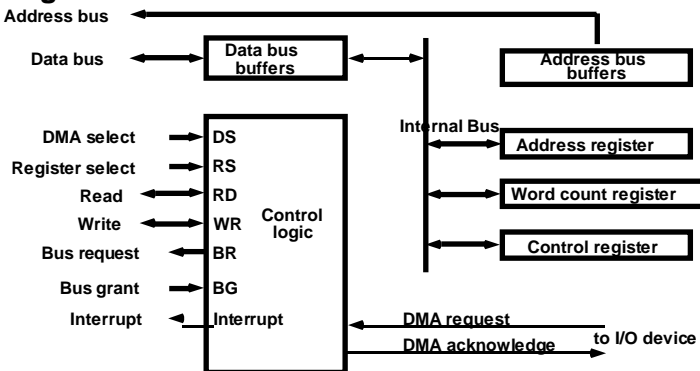 Address bus
Data bus
Data bus
buffers
Address bus
buffers
Internal Bus
DMA select
DS
Address register
Register select
RS
Read
RD
Word count register
Write
WR
Control
logic
Bus request
BR
Control register
Bus grant
BG
Interrupt
Interrupt
DMA request
DMA acknowledge
to I/O device